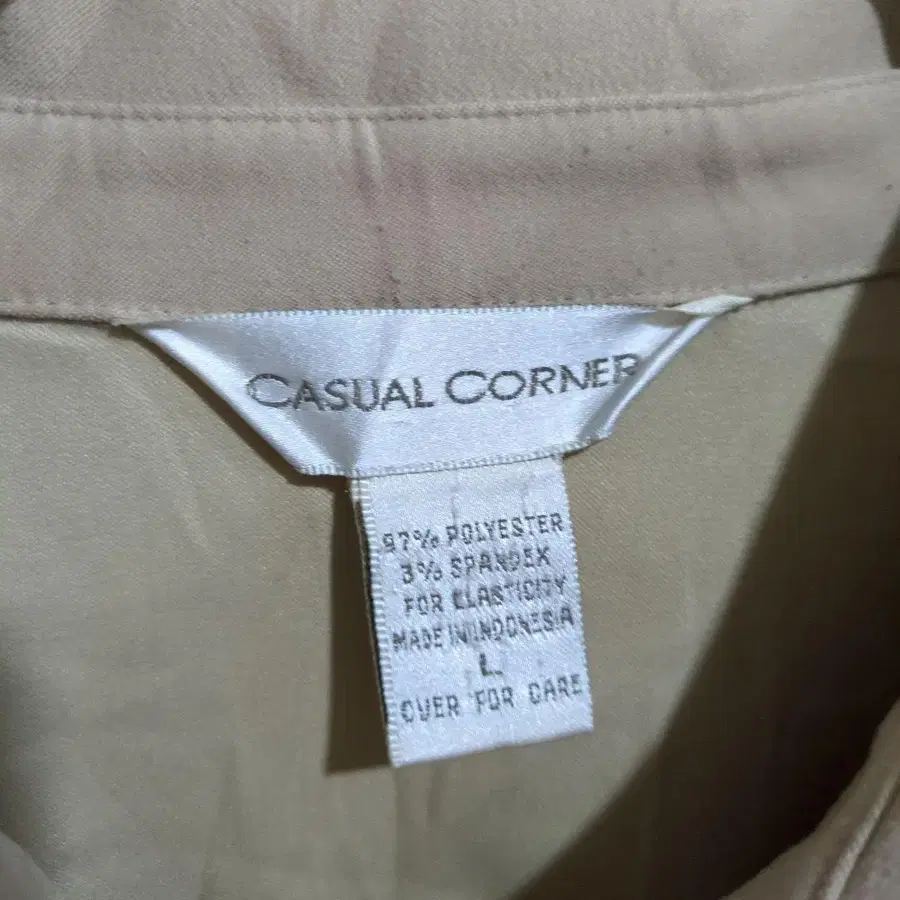 CASUAL CORNER
97% POLYESTER
3% SPANDEX
FOR ELASTICITY
MADE IN INDONESIA
L
OVER FOR CARE